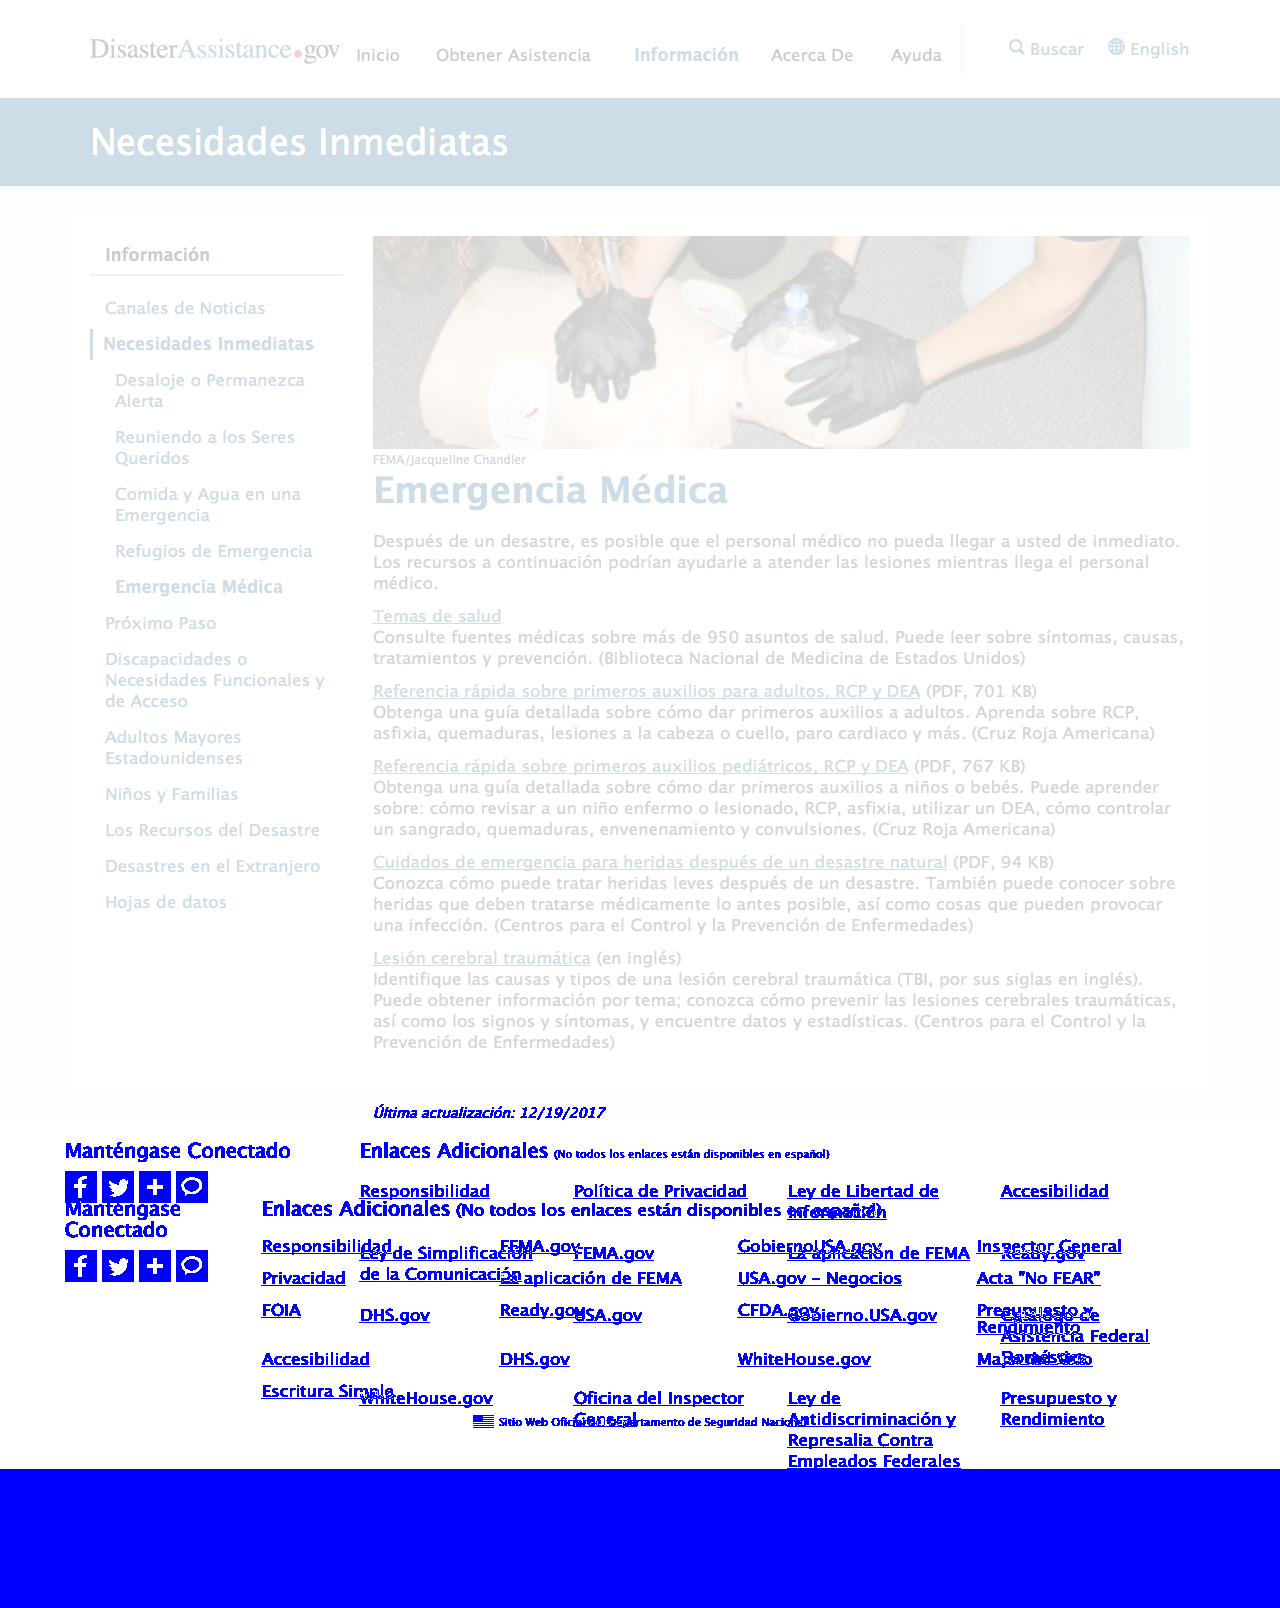 DisasterAssistance.gov
Inicio Obtener Asistencia Información Acerca De Ayuda Buscar English
Necesidades Inmediatas
Información
Canales de Noticias
Necesidades Inmediatas
Desaloje o Permanezca
Alerta
Reuniendo a los Seres
Queridos
Comida y Agua en una
Emergencia
Refugios de Emergencia
Emergencia Médica
Próximo Paso
Discapacidades o
Necesidades Funcionales y
de Acceso
Adultos Mayores
Estadounidenses
Niños y Familias
Los Recursos del Desastre
Desastres en el Extranjero
Hojas de datos
FEMA/Jacqueline Chandler
Emergencia Médica
Después de un desastre, es posible que el personal médico no pueda llegar a usted de inmediato.
Los recursos a continuación podrían ayudarle a atender las lesiones mientras llega el personal
médico.
Temas de salud
Consulte fuentes médicas sobre más de 950 asuntos de salud. Puede leer sobre síntomas, causas,
tratamientos y prevención. (Biblioteca Nacional de Medicina de Estados Unidos)
Referencia rápida sobre primeros auxilios para adultos, RCP y DEA (PDF, 701 KB)
Obtenga una guía detallada sobre cómo dar primeros auxilios a adultos. Aprenda sobre RCP,
asfixia, quemaduras, lesiones a la cabeza o cuello, paro cardiaco y más. (Cruz Roja Americana)
Referencia rápida sobre primeros auxilios pediátricos, RCP y DEA (PDF, 767 KB)
Obtenga una guía detallada sobre cómo dar primeros auxilios a niños o bebés. Puede aprender
sobre: cómo revisar a un niño enfermo o lesionado, RCP, asfixia, utilizar un DEA, cómo controlar
un sangrado, quemaduras, envenenamiento y convulsiones. (Cruz Roja Americana)
Cuidados de emergencia para heridas después de un desastre natural (PDF, 94 KB)
Conozca cómo puede tratar heridas leves después de un desastre. También puede conocer sobre
heridas que deben tratarse médicamente lo antes posible, así como cosas que pueden provocar
una infección. (Centros para el Control y la Prevención de Enfermedades)
Lesión cerebral traumática (en inglés)
Identifique las causas y tipos de una lesión cerebral traumática (TBI, por sus siglas en inglés).
Puede obtener información por tema; conozca cómo prevenir las lesiones cerebrales traumáticas,
así como los signos y síntomas, y encuentre datos y estadísticas. (Centros para el Control y la
Prevención de Enfermedades)
Última actualización: 12/19/2017
Manténgase Conectado
Enlaces Adicionales (No todos los enlaces están disponibles en español)
Responsibilidad Política de Privacidad Ley de Libertad de Accesibilidad
Información
Manténgase
Conectado
Enlaces Adicionales (No todos los enlaces están disponibles en español)
Responsibilidad FEMA.gov GobiernoUSA.gov Inspector General
Ley de Simplificación FEMA.gov La aplicación de FEMA Ready.gov
de la Comunicación
Privacidad La aplicación de FEMA USA.gov - Negocios Acta "No FEAR"
FOIA Ready.gov CFDA.gov Presupuesto y
Rendimiento
DHS.gov USA.gov Gobierno.USA.gov Catálogo de
Asistencia Federal
Doméstica
Accesibilidad DHS.gov WhiteHouse.gov Mapa del Sitio
Escritura Simple
WhiteHouse.gov Oficina del Inspector Ley de Presupuesto y
General Antidiscriminación y Rendimiento
Represalia Contra
Empleados Federales
Sitio Web Oficial del Departamento de Seguridad Nacional